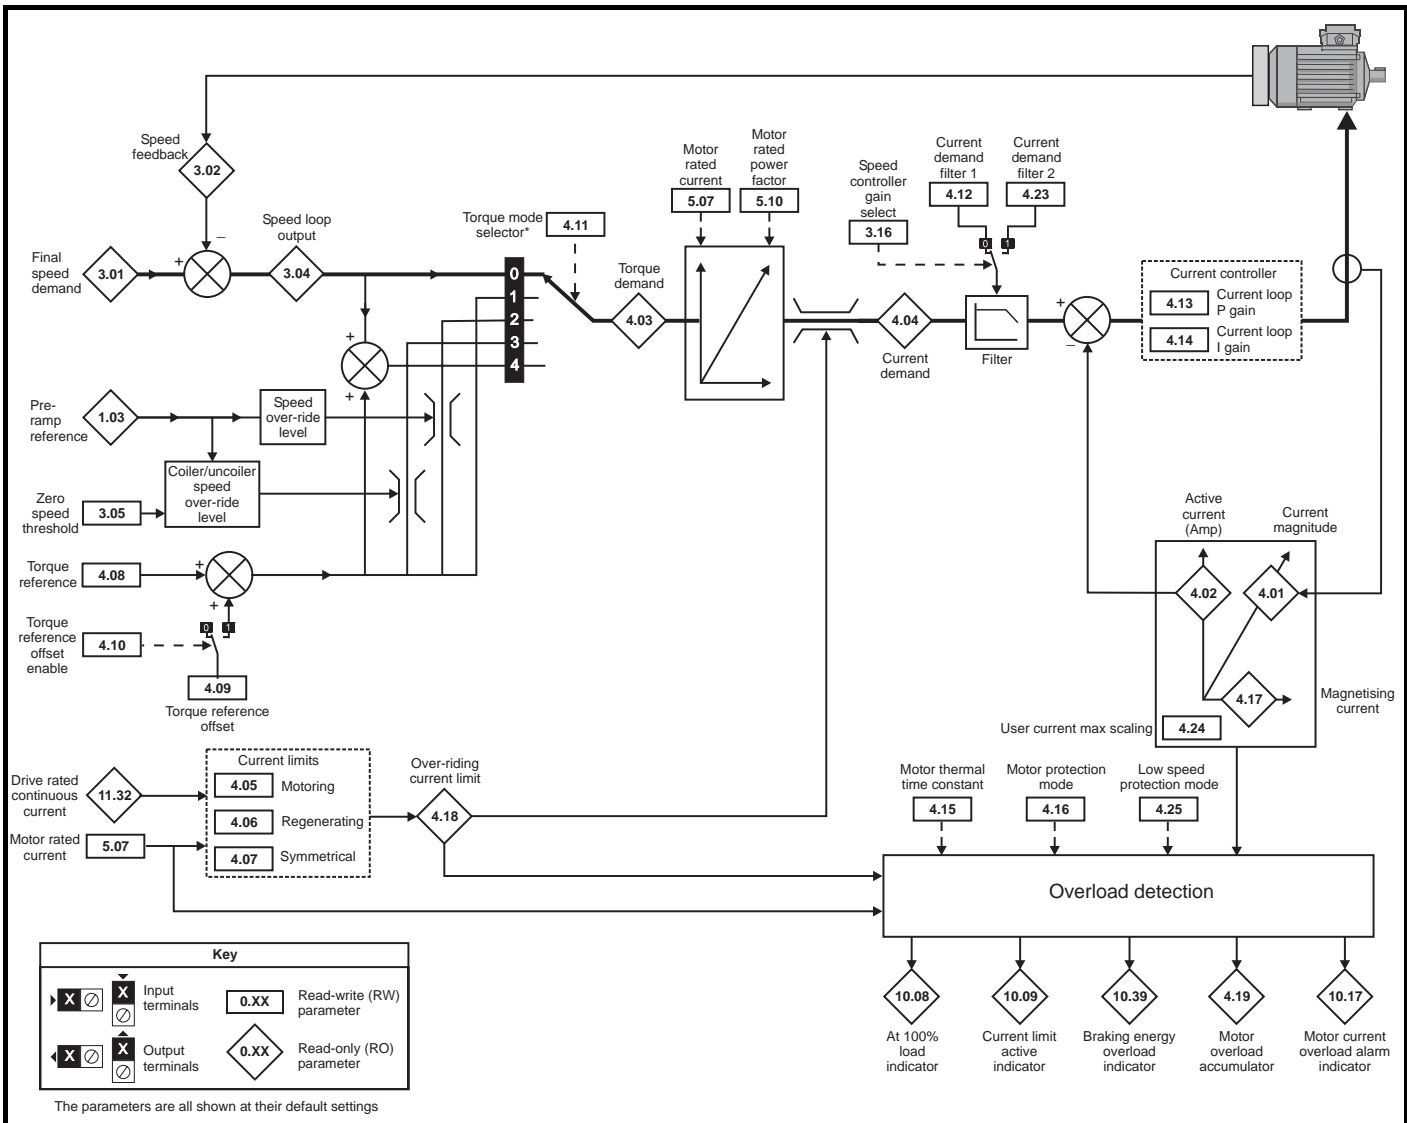 Speed
feedback
3.02
–
Final
speed
demand
3.01
+
Speed loop
output
3.04
Torque mode
selector*
4.11
0
1
2
3
4
Torque
demand
4.03
Motor
rated
current
5.07
Motor
rated
power
factor
5.10
Speed
controller
gain
select
3.16
Current
demand
filter 1
4.12
Current
demand
filter 2
4.23
0
1
4.04
Current
demand
Filter
+
–
Current controller
4.13
Current loop
P gain
4.14
Current loop
I gain
+
+
Pre-
ramp
reference
1.03
Speed
over-ride
level
Coiler/uncoiler
speed
over-ride
level
Zero
speed
threshold
3.05
Torque
reference
4.08
+
+
Torque
reference
offset
enable
4.10
0
1
4.09
Torque reference
offset
Active
current
(Amp)
Current
magnitude
4.02
4.01
4.17
Magnetising
current
User current max scaling
4.24
Drive rated
continuous
current
11.32
Motor rated
current
5.07
Current limits
4.05
Motoring
4.06
Regenerating
4.07
Symmetrical
Over-riding
current limit
4.18
Motor thermal
time constant
4.15
Motor protection
mode
4.16
Low speed
protection mode
4.25
Overload detection
10.08
At 100%
load
indicator
10.09
Current limit
active
indicator
10.39
Braking energy
overload
indicator
4.19
Motor
overload
accumulator
10.17
Motor current
overload alarm
indicator
Key
X
X
Input
terminals
0.XX
Read-write (RW)
parameter
X
X
Output
terminals
0.XX
Read-only (RO)
parameter
The parameters are all shown at their default settings